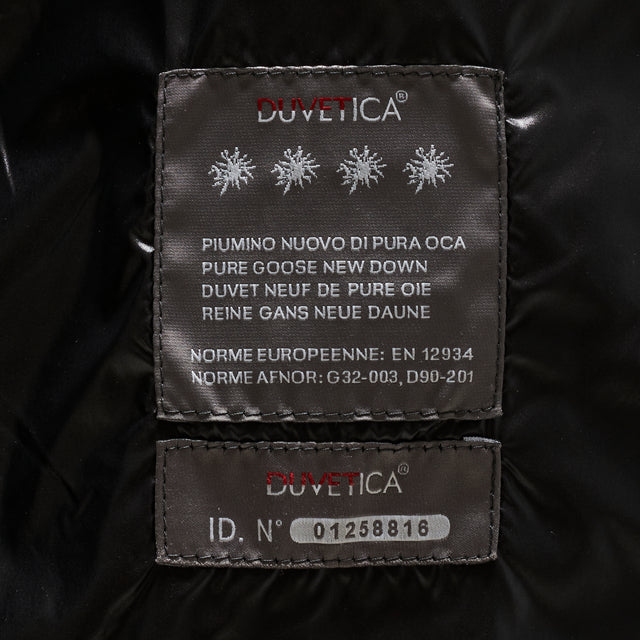 DUVETICA®
PIUMINO NUOVO DI PURA OCA
PURE GOOSE NEW DOWN
DUVET NEUF DE PURE OIE
REINE GANS NEUE DAUNE
NORME EUROPEENNE: EN 12934
NORME AFNOR: G32-003, D90-201
DUVETICA®
ID. N° 01258816